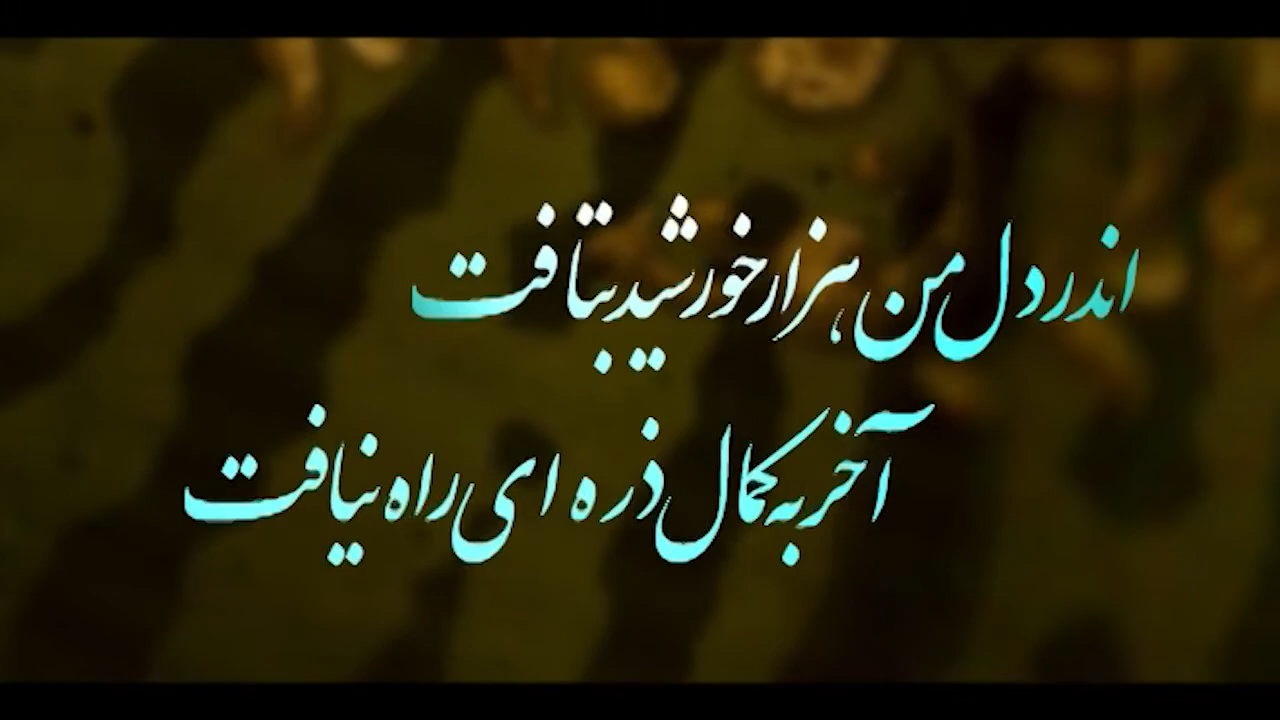 اندر دل من هزار خورشید بتافت
آخر به کمال ذره ای راه نیافت